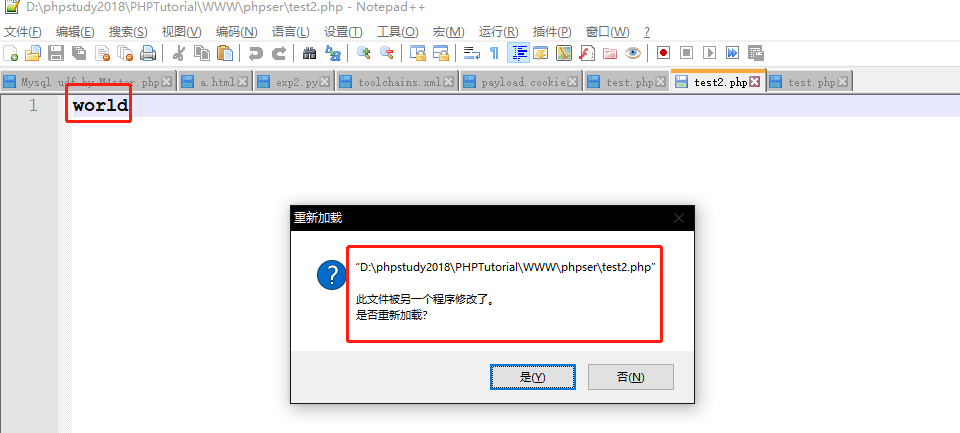 D:\phpstudy2018\PHPTutorial\WWW\phpser\test2.php - Notepad++
文件(F) 编辑(E) 搜索(S) 视图(V) 编码(N) 语言(L) 设置(T) 工具(O) 宏(M) 运行(R) 插件(P) 窗口(W) ?
Mysql udf by M4ster.php a.html exp2.py toolchains.xml payload.cookie test.php test2.php test.php
1 world
重新加载
"D:\phpstudy2018\PHPTutorial\WWW\phpser\test2.php"
此文件被另一个程序修改了。
是否重新加载?
是(Y) 否(N)